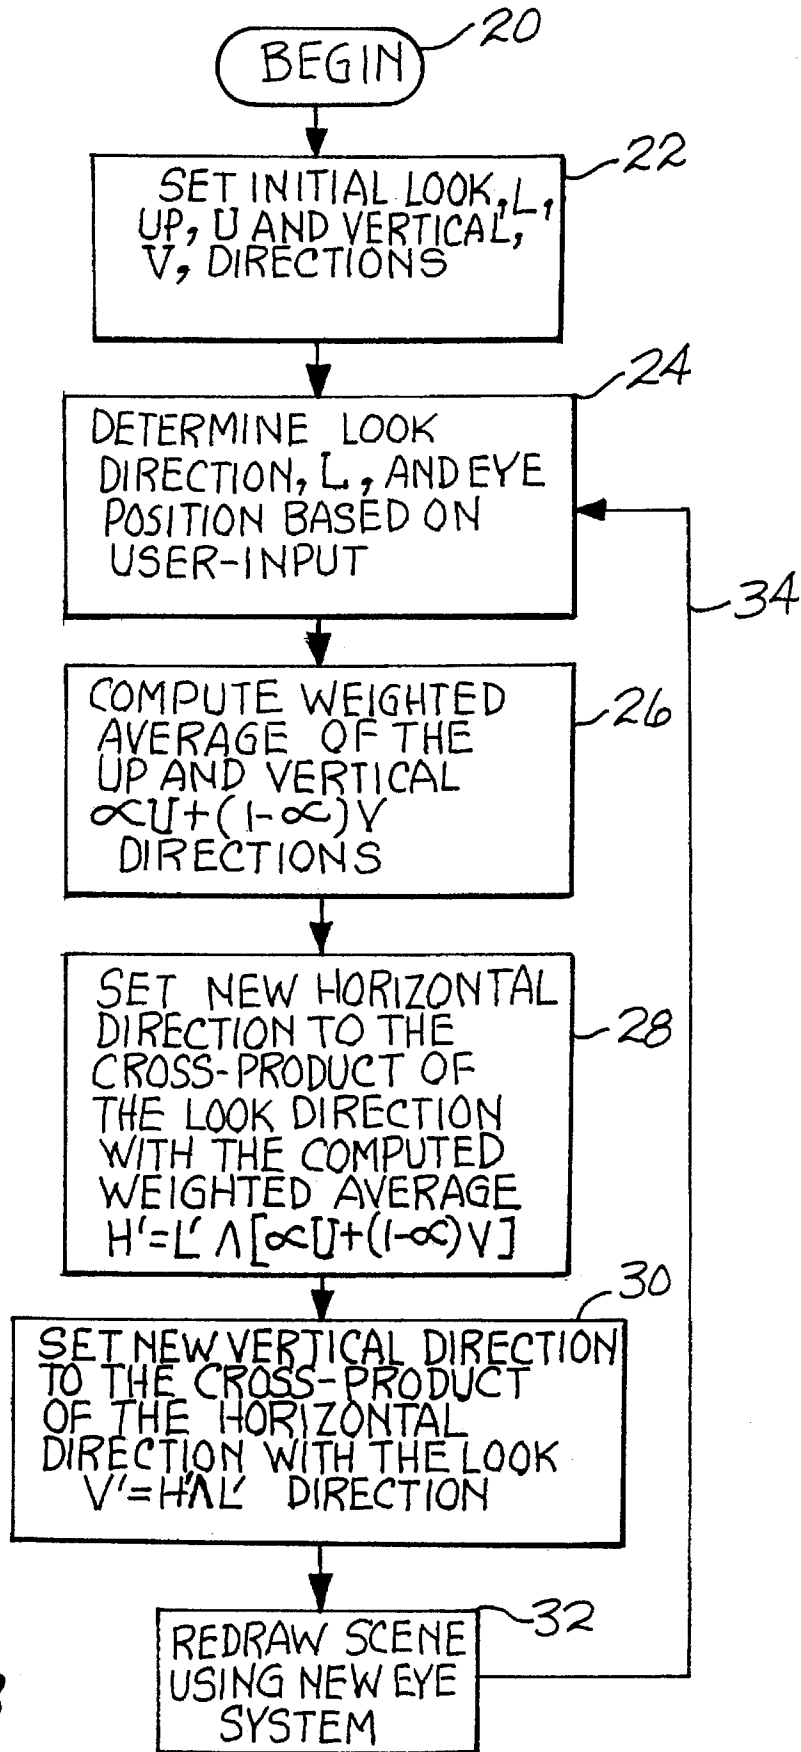 BEGIN
20
22
SET INITIAL LOOK, L,
UP, U AND VERTICAL,
V, DIRECTIONS
24
DETERMINE LOOK
DIRECTION, L, AND EYE
POSITION BASED ON
USER-INPUT
34
26
COMPUTE WEIGHTED
AVERAGE OF THE
UP AND VERTICAL
∝U+(1-∝)V
DIRECTIONS
28
SET NEW HORIZONTAL
DIRECTION TO THE
CROSS-PRODUCT OF
THE LOOK DIRECTION
WITH THE COMPUTED
WEIGHTED AVERAGE
H'=L' Λ[∝U+(1-∝)V]
30
SET NEW VERTICAL DIRECTION
TO THE CROSS-PRODUCT
OF THE HORIZONTAL
DIRECTION WITH THE LOOK
V'=H'ΛL' DIRECTION
32
REDRAW SCENE
USING NEW EYE
SYSTEM